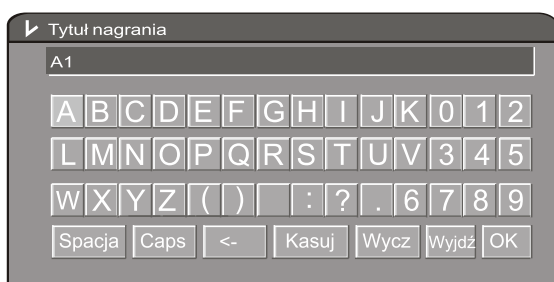 Tytuł nagrania
A1
A B C D E F G H I J K 0 1 2
L M N O P Q R S T U V 3 4 5
W X Y Z ( ) : ? . 6 7 8 9
Spacja Caps <- Kasuj Wycz Wyjdź OK